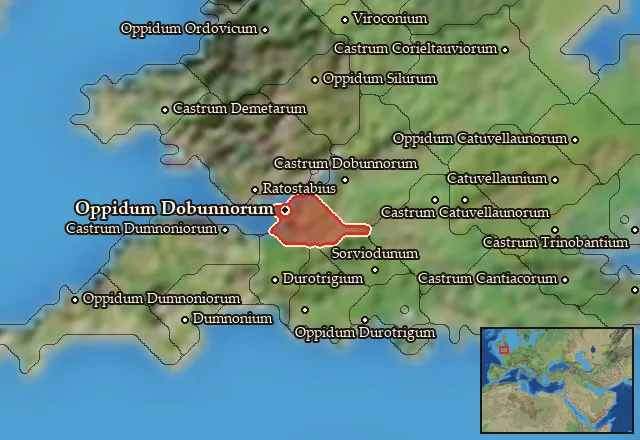 Viroconium
Oppidum Ordovicum
Castrum Corieltauviorum
Oppidum Silurum
Castrum Demetarum
Oppidum Catuvellaunorum
Castrum Dobunnorum
Catuvellaunium
Ratostabius
Oppidum Dobunnorum
Castrum Catuvellaunorum
Castrum Dumnoniorum
Castrum Trinobantium
Sorviodunum
Durotrigium
Castrum Cantiacorum
Oppidum Dumnoniorum
Dumnonium
Oppidum Durotrigum